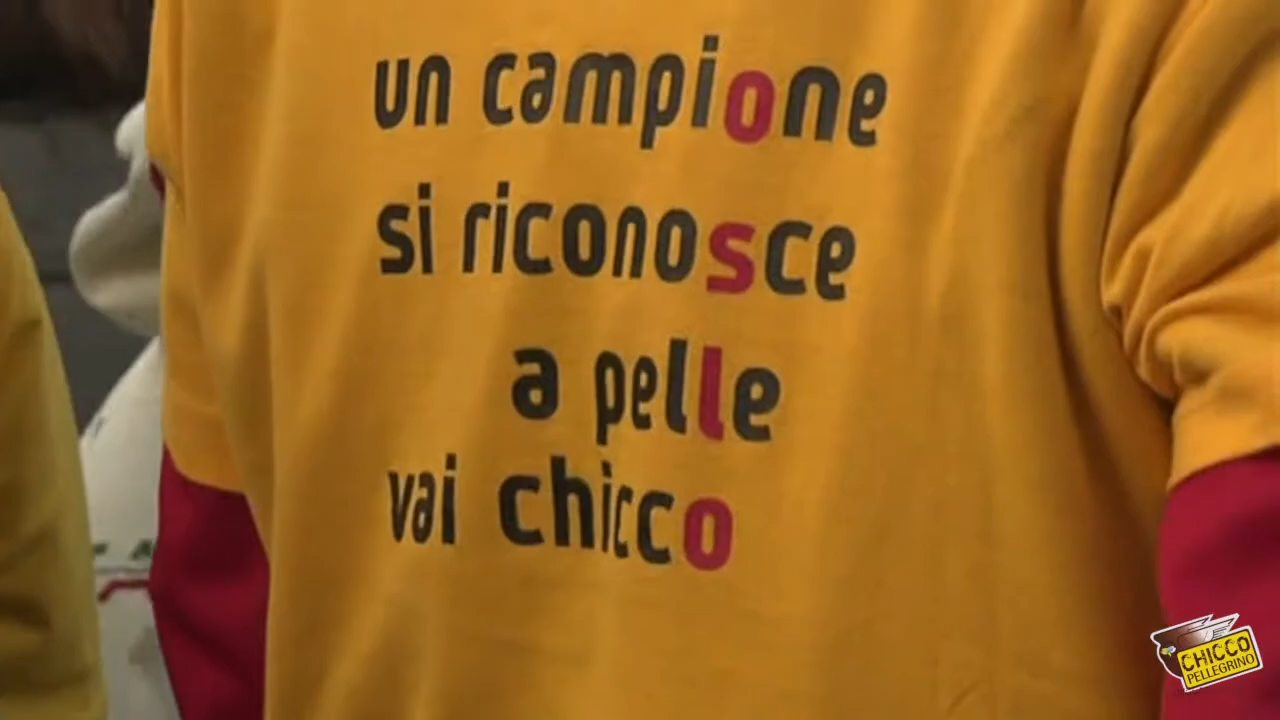 un campione
si riconosce
a pelle
vai chicco
CHICCO
PELLEGRINO